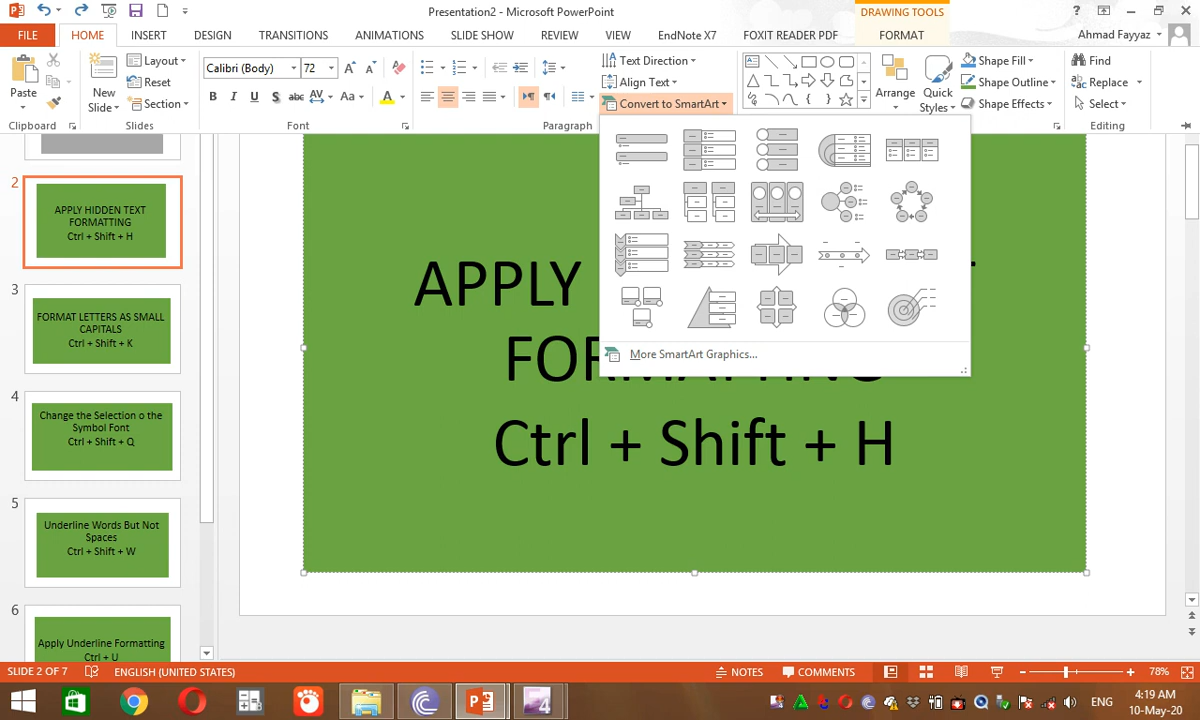 Presentation2 - Microsoft PowerPoint
DRAWING TOOLS
FILE
HOME
INSERT
DESIGN
TRANSITIONS
ANIMATIONS
SLIDE SHOW
REVIEW
VIEW
EndNote X7
FOXIT READER PDF
FORMAT
Ahmad Fayyaz
Paste
New
Slide
Layout
Reset
Section
Calibri (Body)
72
Text Direction
Align Text
Convert to SmartArt
Arrange
Quick
Styles
Shape Fill
Shape Outline
Shape Effects
Find
Replace
Select
Clipboard
Slides
Font
Paragraph
Editing
More SmartArt Graphics...
2
APPLY HIDDEN TEXT
FORMATTING
Ctrl + Shift + H
3
FORMAT LETTERS AS SMALL
CAPITALS
Ctrl + Shift + K
4
Change the Selection o the
Symbol Font
Ctrl + Shift + Q
5
Underline Words But Not
Spaces
Ctrl + Shift + W
6
Apply Underline Formatting
Ctrl + U
APPLY
Ctrl + Shift + H
SLIDE 2 OF 7
ENGLISH (UNITED STATES)
NOTES
COMMENTS
78%
ENG
4:19 AM
10-May-20